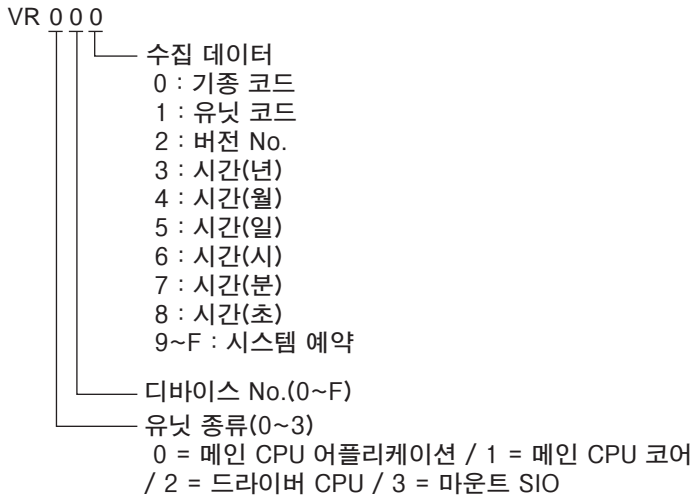 VR 0 0 0
수집 데이터
0 : 기종 코드
1 : 유닛 코드
2 : 버전 No.
3 : 시간(년)
4 : 시간(월)
5 : 시간(일)
6 : 시간(시)
7 : 시간(분)
8 : 시간(초)
9~F : 시스템 예약
디바이스 No.(0~F)
유닛 종류(0~3)
0 = 메인 CPU 어플리케이션 / 1 = 메인 CPU 코어
/ 2 = 드라이버 CPU / 3 = 마운트 SIO